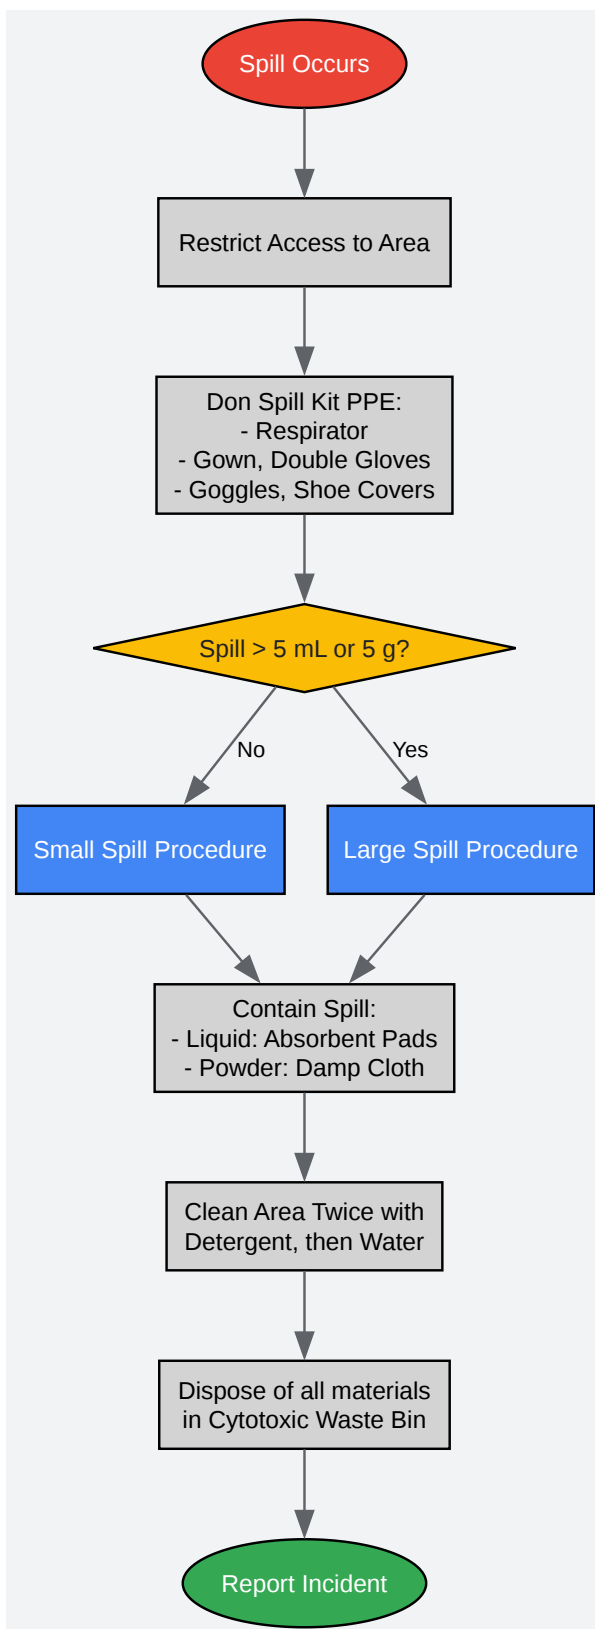 Spill Occurs
Restrict Access to Area
Don Spill Kit PPE:
- Respirator
- Gown, Double Gloves
- Goggles, Shoe Covers
Spill > 5 mL or 5 g?
No
Yes
Small Spill Procedure
Large Spill Procedure
Contain Spill:
- Liquid: Absorbent Pads
- Powder: Damp Cloth
Clean Area Twice with
Detergent, then Water
Dispose of all materials
in Cytotoxic Waste Bin
Report Incident